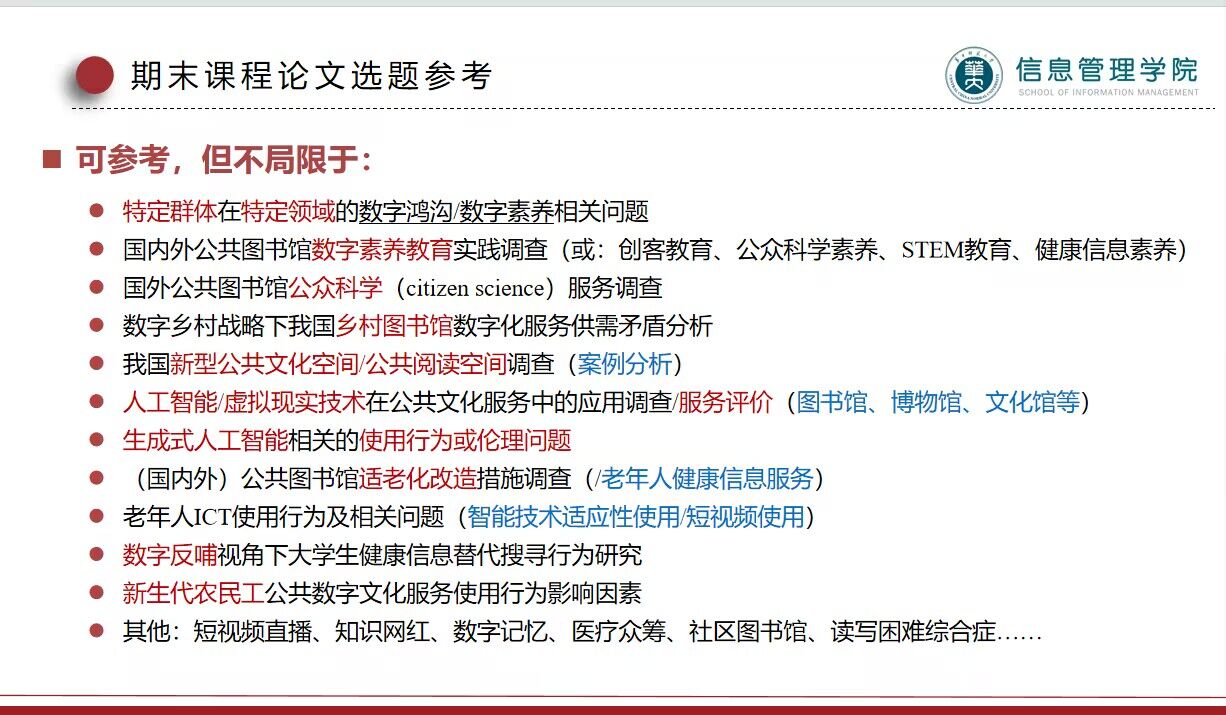 期末课程论文选题参考
信息管理学院
SCHOOL OF INFORMATION MANAGEMENT
可参考，但不局限于：
特定群体在特定领域的数字鸿沟/数字素养相关问题
国内外公共图书馆数字素养教育实践调查（或：创客教育、公众科学素养、STEM教育、健康信息素养）
国外公共图书馆公众科学（citizen science）服务调查
数字乡村战略下我国乡村图书馆数字化服务供需矛盾分析
我国新型公共文化空间/公共阅读空间调查（案例分析）
人工智能/虚拟现实技术在公共文化服务中的应用调查/服务评价（图书馆、博物馆、文化馆等）
生成式人工智能相关的使用行为或伦理问题
（国内外）公共图书馆适老化改造措施调查（/老年人健康信息服务）
老年人ICT使用行为及相关问题（智能技术适应性使用/短视频使用）
数字反哺视角下大学生健康信息替代搜寻行为研究
新生代农民工公共数字文化服务使用行为影响因素
其他：短视频直播、知识网红、数字记忆、医疗众筹、社区图书馆、读写困难综合症……